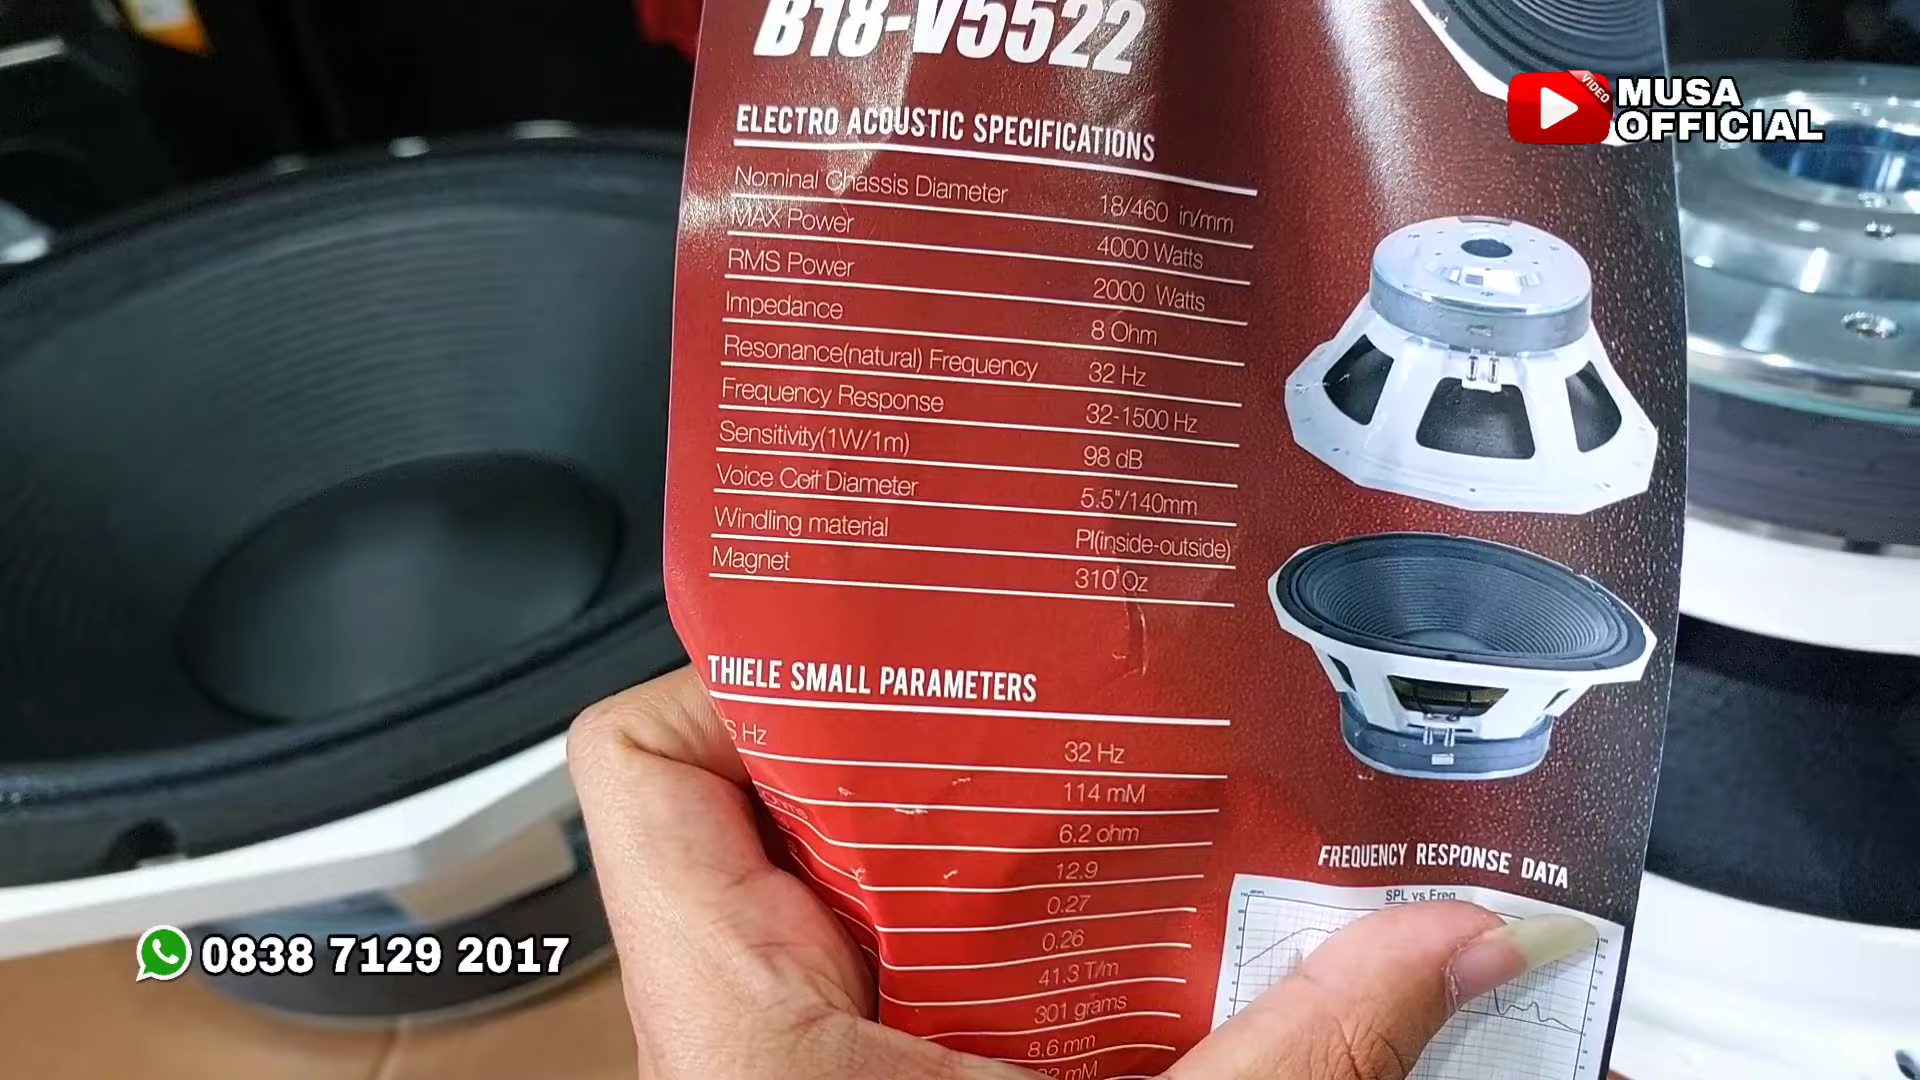 B18-V5522
VIDEO
MUSA
OFFICIAL
ELECTRO ACOUSTIC SPECIFICATIONS
Nominal Chassis Diameter 18/460 in/mm
MAX Power 4000 Watts
RMS Power 2000 Watts
Impedance 8 Ohm
Resonance(natural) Frequency 32 Hz
Frequency Response 32-1500 Hz
Sensitivity(1W/1m) 98 dB
Voice Coil Diameter 5.5"/140mm
Windling material PI(inside-outside)
Magnet 310 Oz
THIELE SMALL PARAMETERS
S Hz 32 Hz
114 mM
6.2 ohm
12.9
0.27
0.26
41.3 T/m
301 grams
8.6 mm
mM
FREQUENCY RESPONSE DATA
SPL vs Freq
0838 7129 2017